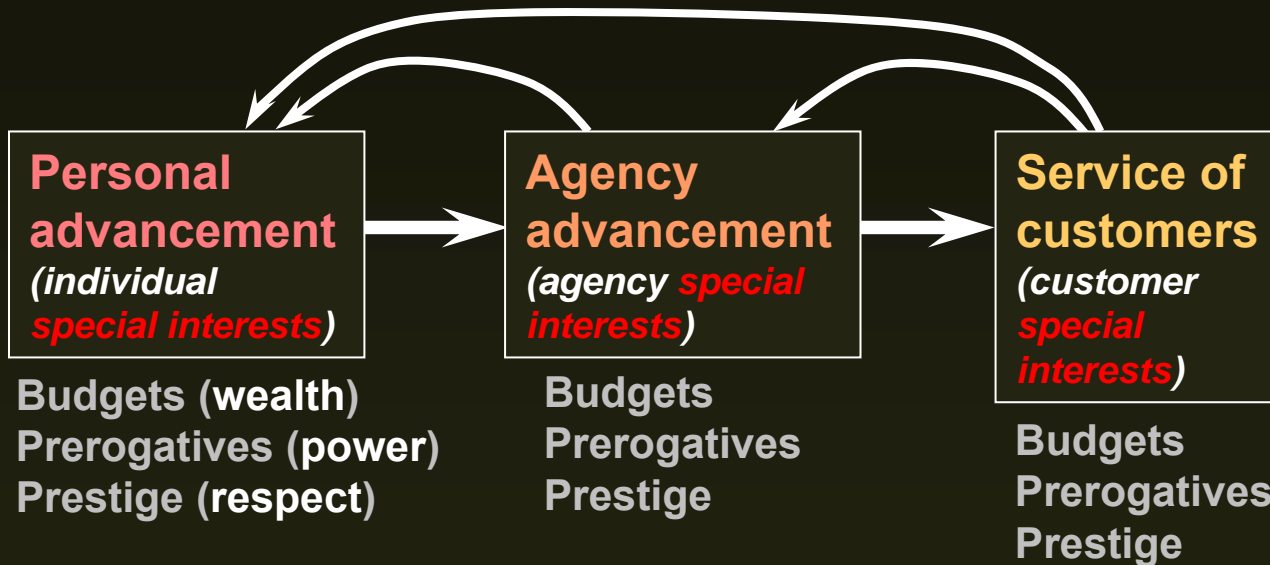 Personal
advancement
(individual
special interests)
Budgets (wealth)
Prerogatives (power)
Prestige (respect)
Agency
advancement
(agency special
interests)
Budgets
Prerogatives
Prestige
Service of
customers
(customer
special
interests)
Budgets
Prerogatives
Prestige